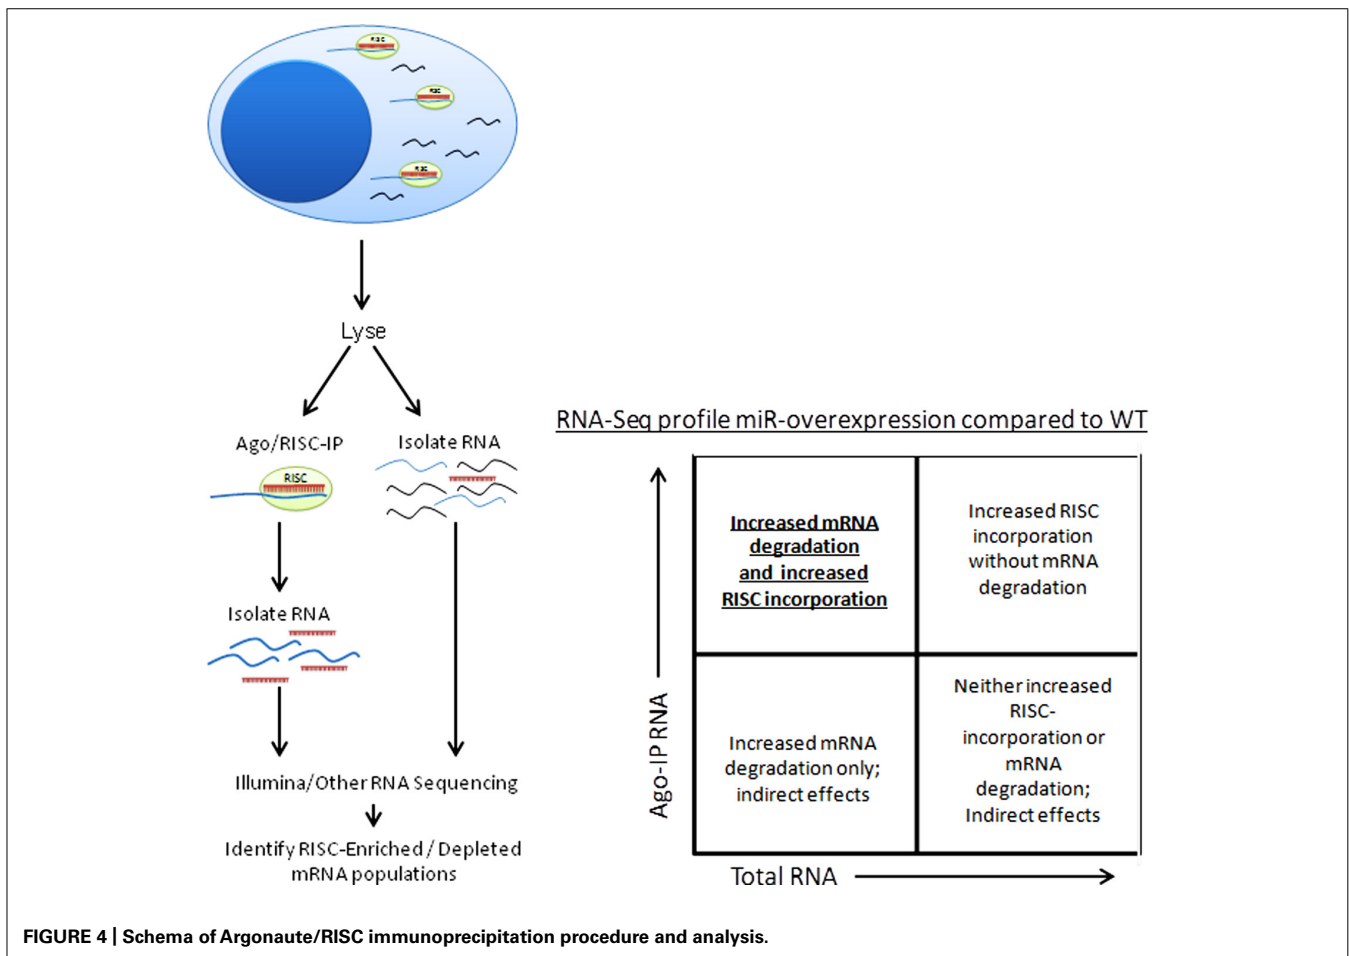 RISC
RISC
RISC
Lyse
Ago/RISC-IP
Isolate RNA
RISC
Isolate RNA
Illumina/Other RNA Sequencing
Identify RISC-Enriched / Depleted
mRNA populations
RNA-Seq profile miR-overexpression compared to WT
Ago-IP RNA
Increased mRNA
degradation
and increased
RISC incorporation
Increased RISC
incorporation
without mRNA
degradation
Increased mRNA
degradation only;
indirect effects
Neither increased
RISC-
incorporation or
mRNA
degradation;
Indirect effects
Total RNA
FIGURE 4 | Schema of Argonaute/RISC immunoprecipitation procedure and analysis.